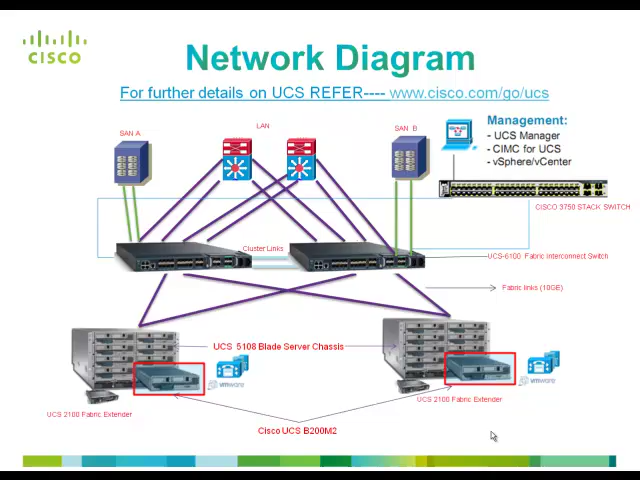 CISCO
Network Diagram
For further details on UCS REFER---- www.cisco.com/go/ucs
SAN A
LAN
SAN B
Management:
- UCS Manager
- CIMC for UCS
- vSphere/vCenter
CISCO 3750 STACK SWITCH
Cluster Links
UCS-6100 Fabric Interconnect Switch
Fabric links (10GE)
UCS 5108 Blade Server Chassis
vmware
vmware
UCS 2100 Fabric Extender
UCS 2100 Fabric Extender
Cisco UCS B200M2